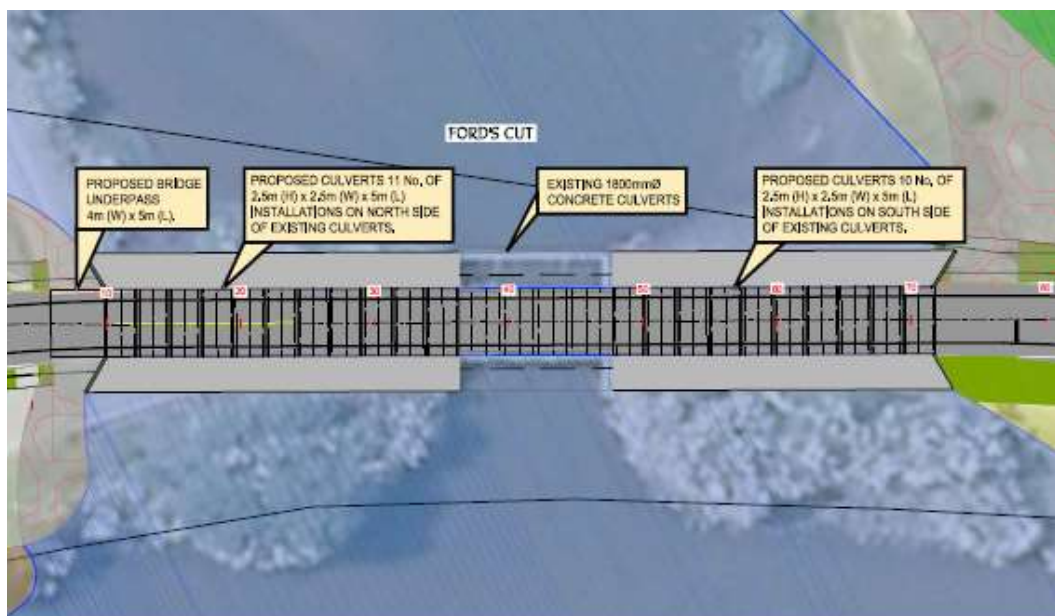 FORD'S CUT
PROPOSED BRIDGE
UNDERPASS
4m (W) x 5m (L).
PROPOSED CULVERTS 11 No. OF
2.5m (H) x 2.5m (W) x 5m (L)
INSTALLATIONS ON NORTH SIDE
OF EXISTING CULVERTS.
EXISTING 1800mmØ
CONCRETE CULVERTS
PROPOSED CULVERTS 10 No. OF
2.5m (H) x 2.5m (W) x 5m (L)
INSTALLATIONS ON SOUTH SIDE
OF EXISTING CULVERTS.
10 20 30 40 50 60 70 80